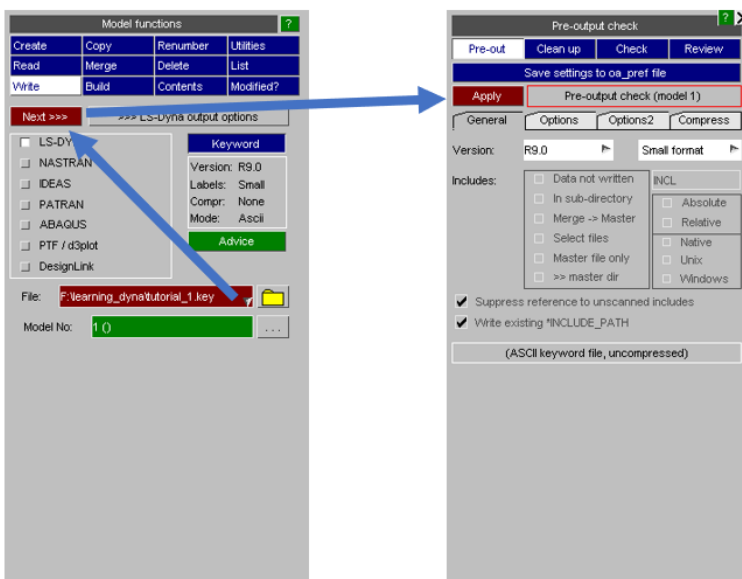 Model functions ?
Create Copy Renumber Utilities
Read Merge Delete List
Write Build Contents Modified?
Next >>> >>> LS-Dyna output options
LS-DY
NASTRAN
IDEAS
PATRAN
ABAQUS
PTF / d3plot
DesignLink
Keyword
Version: R9.0
Labels: Small
Compr: None
Mode: Ascii
Advice
File: F:\learning_dyna\tutorial_1.key
Model No: 1 () ...
Pre-output check ? X
Pre-out Clean up Check Review
Save settings to oa_pref file
Apply Pre-output check (model 1)
General Options Options2 Compress
Version: R9.0 Small format
Includes:
Data not written
In sub-directory
Merge -> Master
Select files
Master file only
>> master dir
INCL
Absolute
Relative
Native
Unix
Windows
Suppress reference to unscanned includes
Write existing *INCLUDE_PATH
(ASCII keyword file, uncompressed)